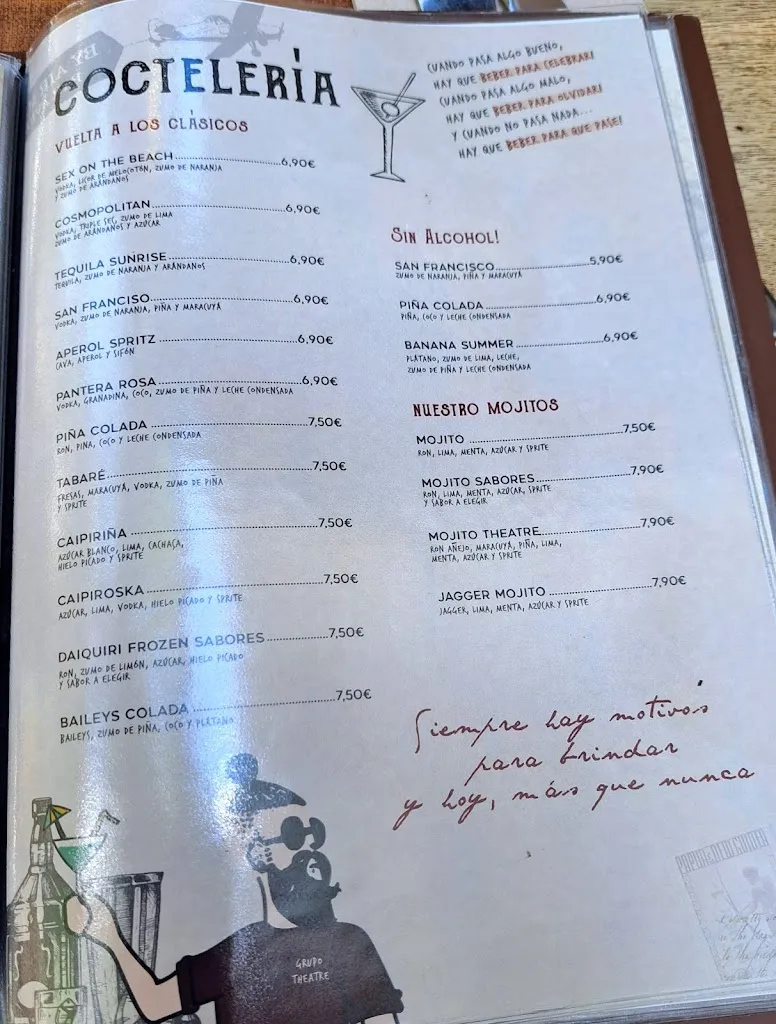 COCTELERÍA
VUELTA A LOS CLÁSICOS
SEX ON THE BEACH 6,90€
VODKA, LICOR DE MELOCOTÓN, ZUMO DE NARANJA
Y ZUMO DE ARÁNDANOS
COSMOPOLITAN 6,90€
VODKA, TRIPLE SEC, ZUMO DE LIMA
ZUMO DE ARÁNDANOS Y AZÚCAR
TEQUILA SUNRISE 6,90€
TEQUILA, ZUMO DE NARANJA Y ARÁNDANOS
SAN FRANCISO 6,90€
VODKA, ZUMO DE NARANJA, PIÑA Y MARACUYÁ
APEROL SPRITZ 6,90€
CAVA, APEROL Y SIFÓN
PANTERA ROSA 6,90€
VODKA, GRANADINA, COCO, ZUMO DE PIÑA Y LECHE CONDENSADA
PIÑA COLADA 7,50€
RON, PIÑA, COCO Y LECHE CONDENSADA
TABARÉ 7,50€
FRESAS, MARACUYÁ, VODKA, ZUMO DE PIÑA
Y SPRITE
CAIPIRIÑA 7,50€
AZÚCAR BLANCO, LIMA, CACHAÇA,
HIELO PICADO Y SPRITE
CAIPIROSKA 7,50€
AZÚCAR, LIMA, VODKA, HIELO PICADO Y SPRITE
DAIQUIRI FROZEN SABORES 7,50€
RON, ZUMO DE LIMÓN, AZÚCAR, HIELO PICADO
Y SABOR A ELEGIR
BAILEYS COLADA 7,50€
BAILEYS, ZUMO DE PIÑA, COCO Y PLÁTANO
CUANDO PASA ALGO BUENO,
HAY QUE BEBER PARA CELEBRAR!
CUANDO PASA ALGO MALO,
HAY QUE BEBER PARA OLVIDAR!
Y CUANDO NO PASA NADA...
HAY QUE BEBER PARA QUE PASE!
SIN ALCOHOL!
SAN FRANCISCO 5,90€
ZUMO DE NARANJA, PIÑA Y MARACUYÁ
PIÑA COLADA 6,90€
PIÑA, COCO Y LECHE CONDENSADA
BANANA SUMMER 6,90€
PLÁTANO, ZUMO DE LIMA, LECHE,
ZUMO DE PIÑA Y LECHE CONDENSADA
NUESTRO MOJITOS
MOJITO 7,50€
RON, LIMA, MENTA, AZÚCAR Y SPRITE
MOJITO SABORES 7,90€
RON, LIMA, MENTA, AZÚCAR, SPRITE
Y SABOR A ELEGIR
MOJITO THEATRE 7,90€
RON AÑEJO, MARACUYÁ, PIÑA, LIMA,
MENTA, AZÚCAR Y SPRITE
JAGGER MOJITO 7,90€
JAGGER, LIMA, MENTA, AZÚCAR Y SPRITE
Siempre hay motivos
para brindar
y hoy, más que nunca
GRUPO
THEATRE